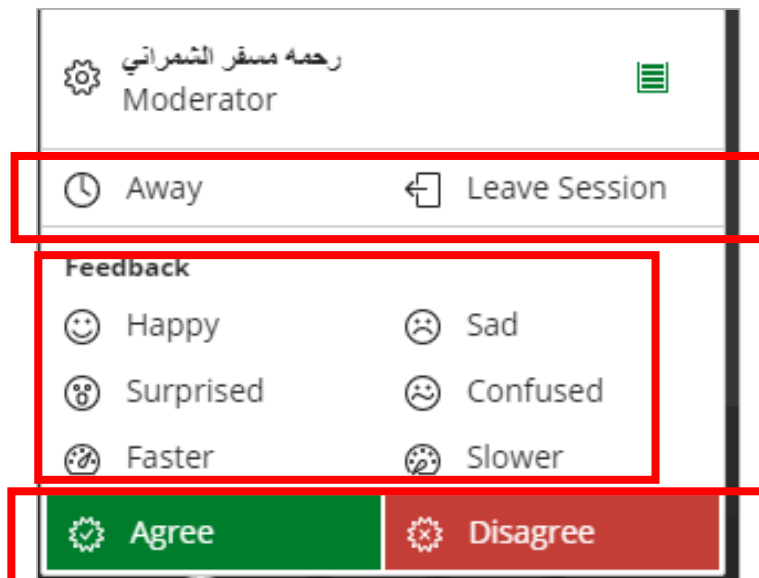 رحمه مسفر الشمراني
Moderator
Away Leave Session
Feedback
Happy Sad
Surprised Confused
Faster Slower
Agree Disagree